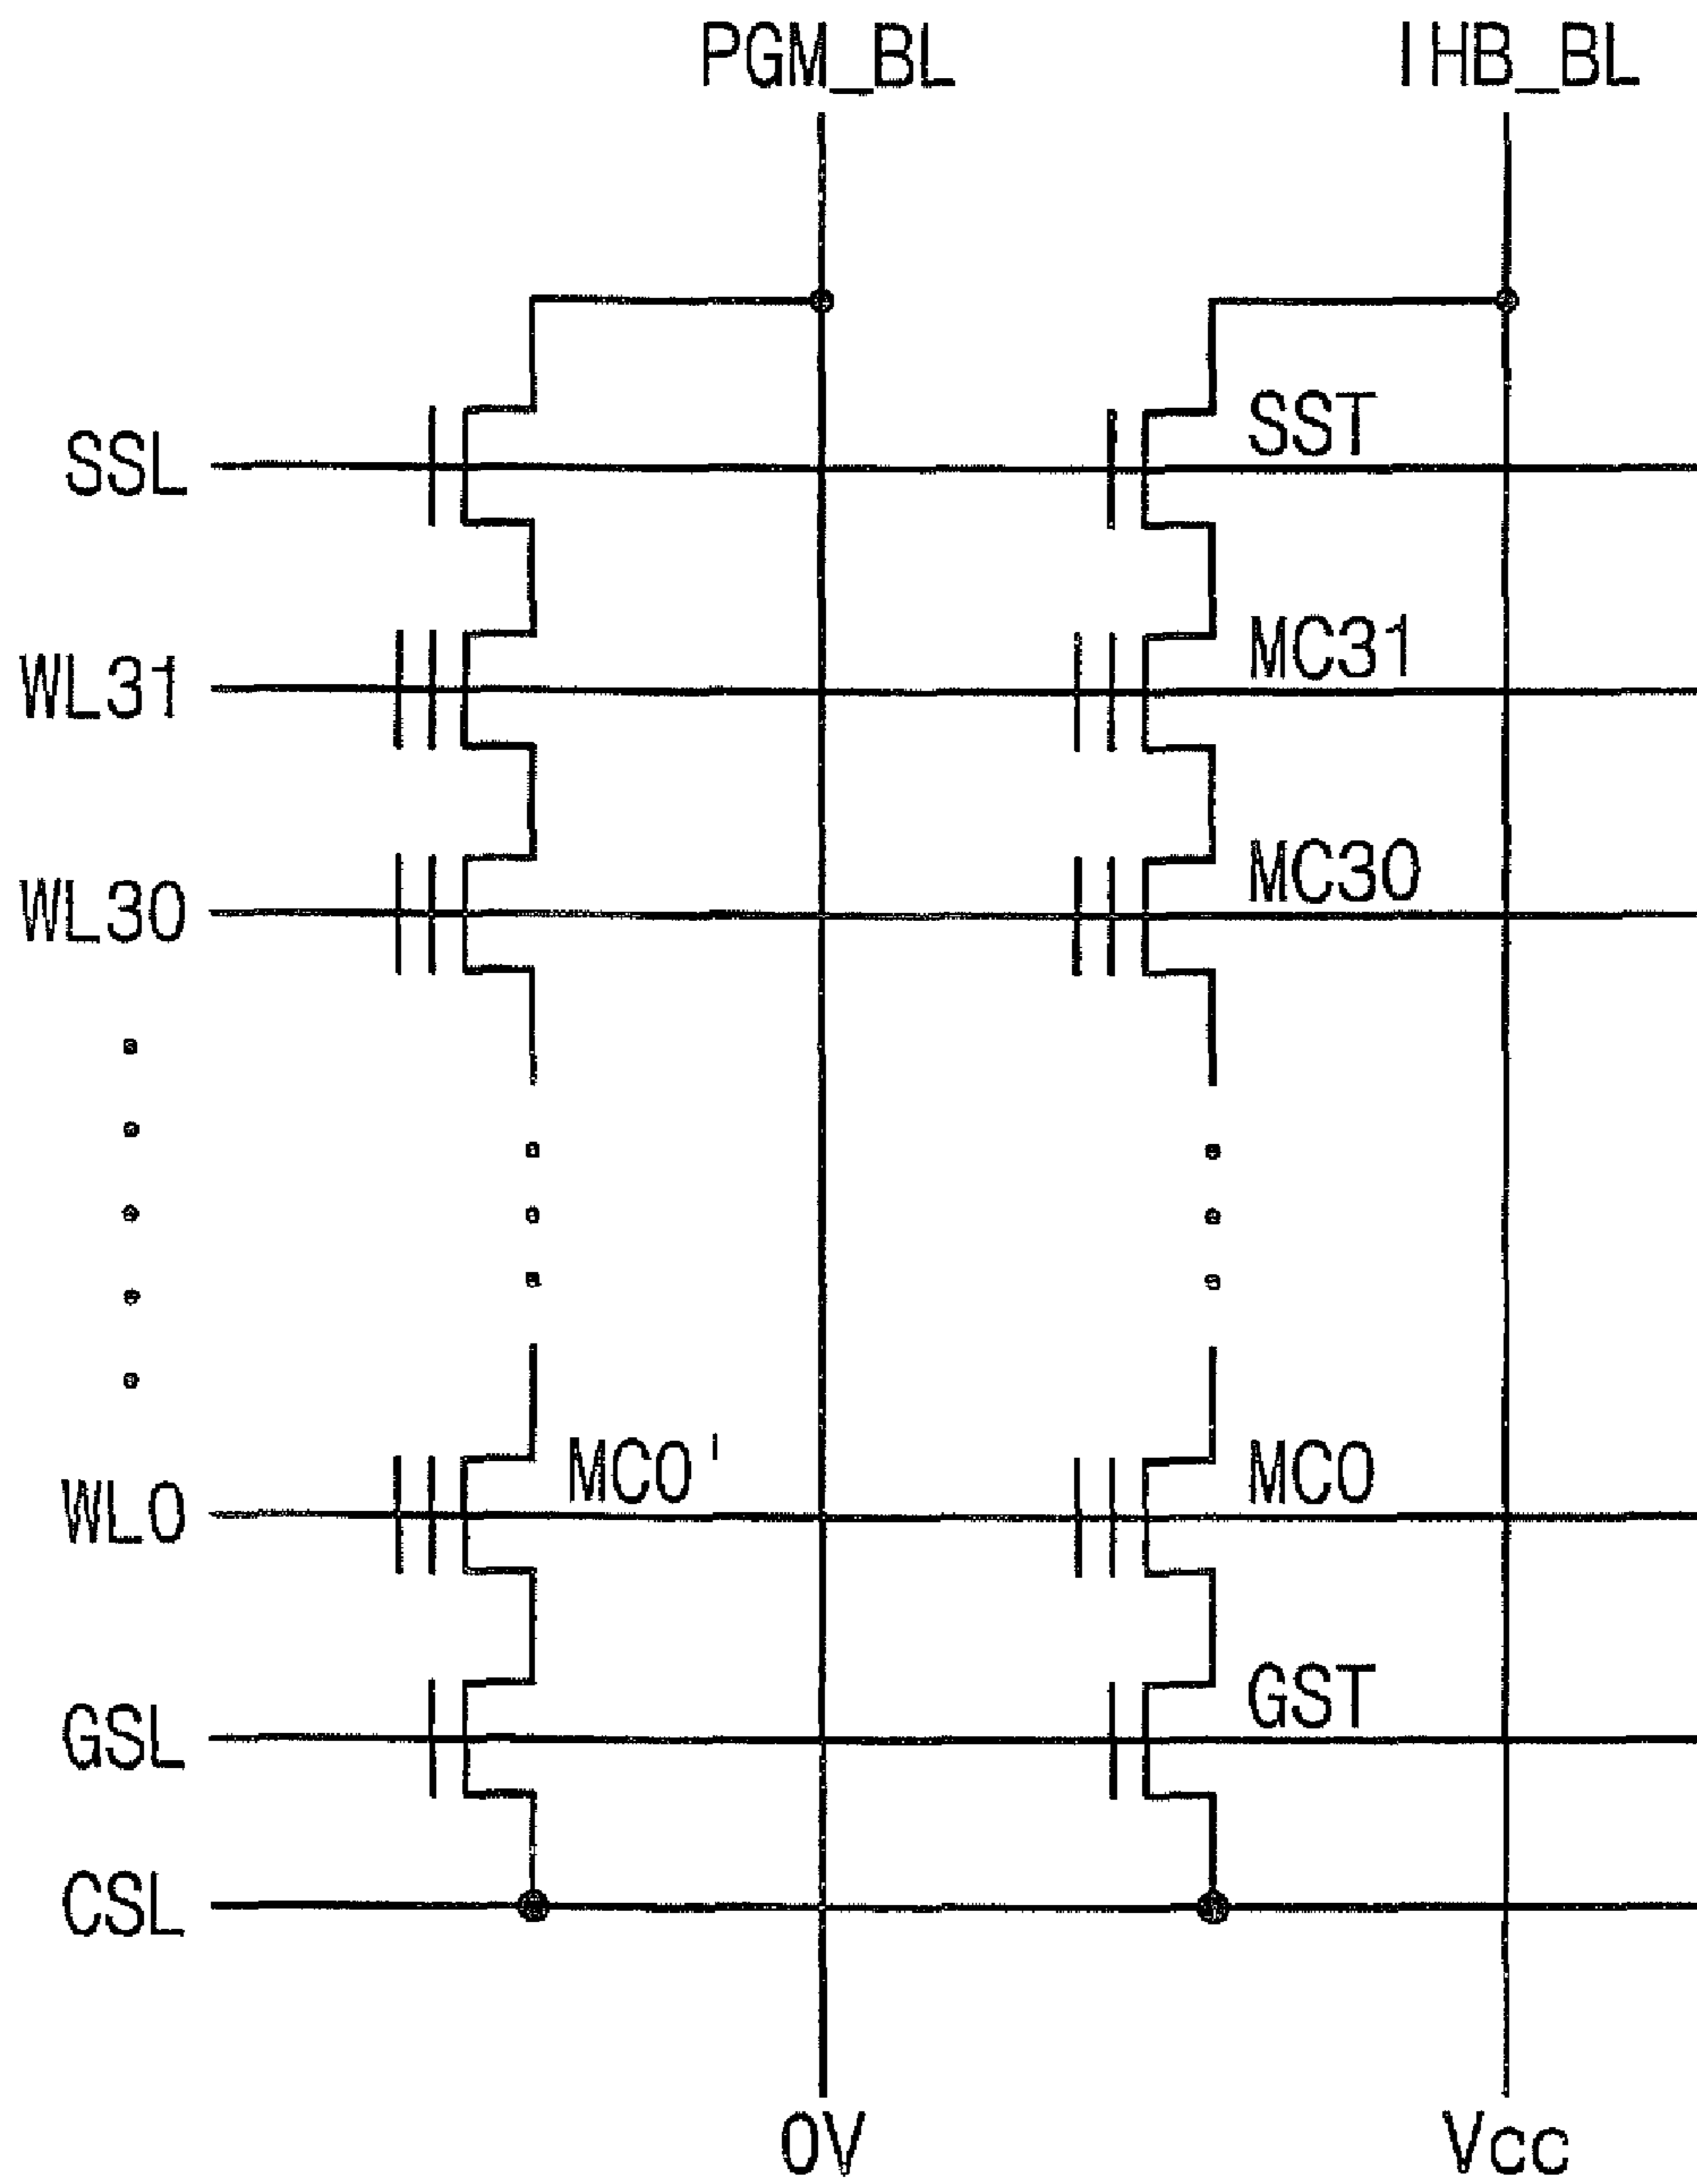 PGM_BL IHB_BL
SSL SST
WL31 MC31
WL30 MC30
WL0 MC0' MC0
GSL GST
CSL
0V Vcc